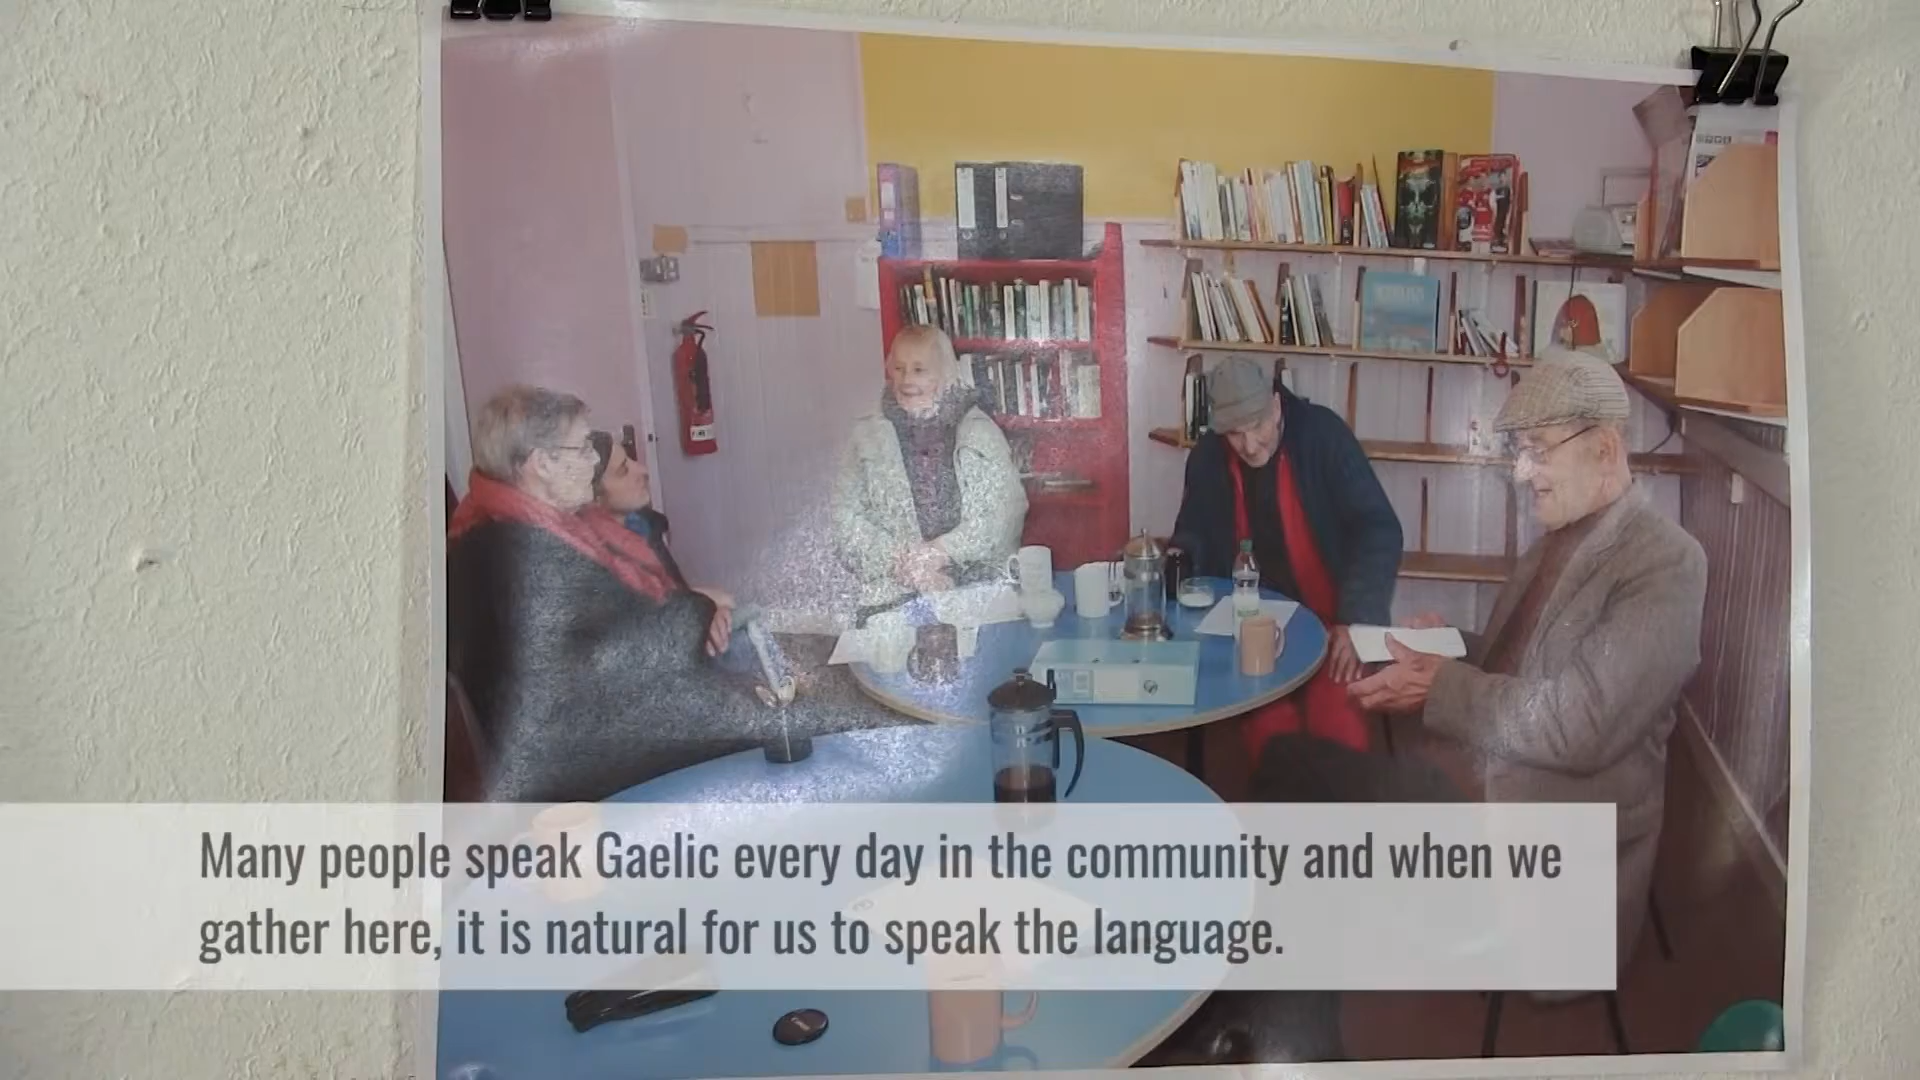 Many people speak Gaelic every day in the community and when we
gather here, it is natural for us to speak the language.